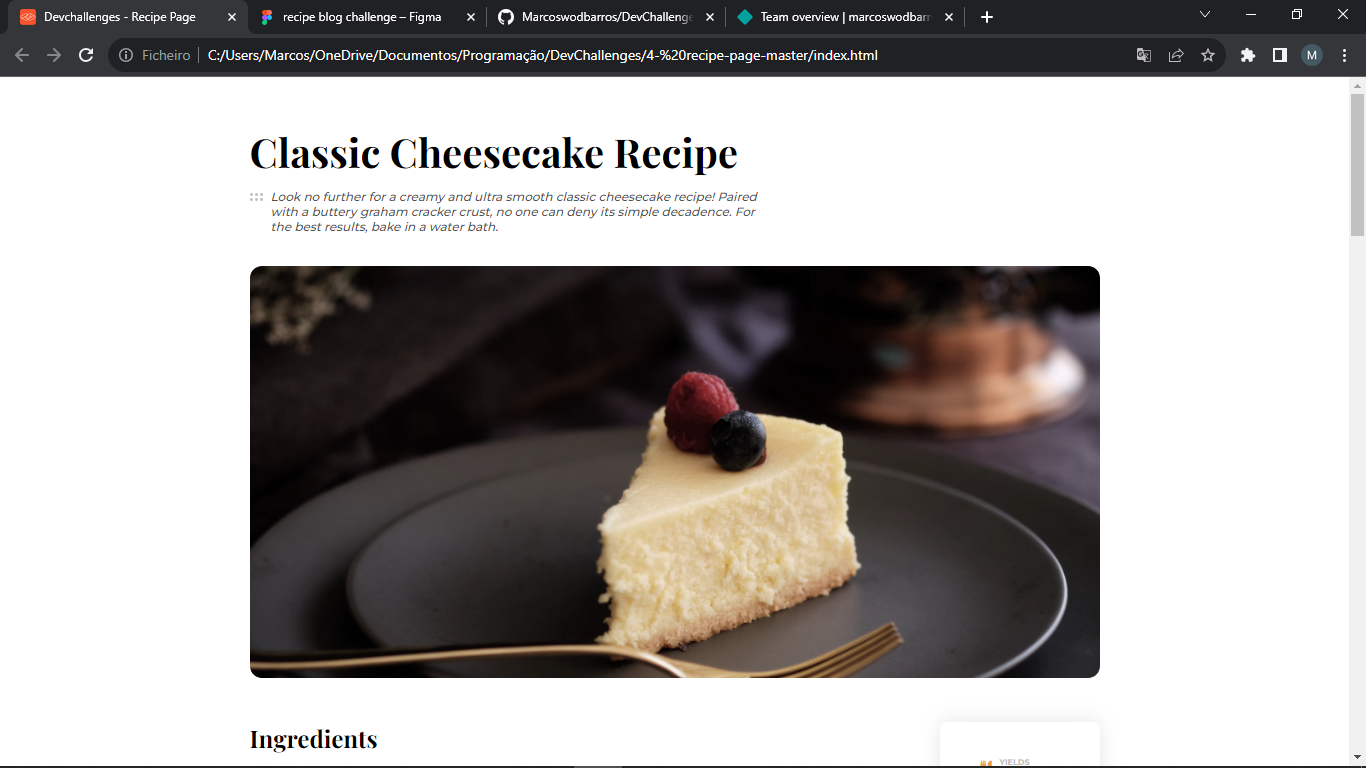 Devchallenges - Recipe Page
recipe blog challenge – Figma
Marcoswodbarros/DevChallenge
Team overview | marcoswodbarr
Ficheiro
C:/Users/Marcos/OneDrive/Documentos/Programação/DevChallenges/4-%20recipe-page-master/index.html
M
Classic Cheesecake Recipe
Look no further for a creamy and ultra smooth classic cheesecake recipe! Paired
with a buttery graham cracker crust, no one can deny its simple decadence. For
the best results, bake in a water bath.
Ingredients
YIELDS